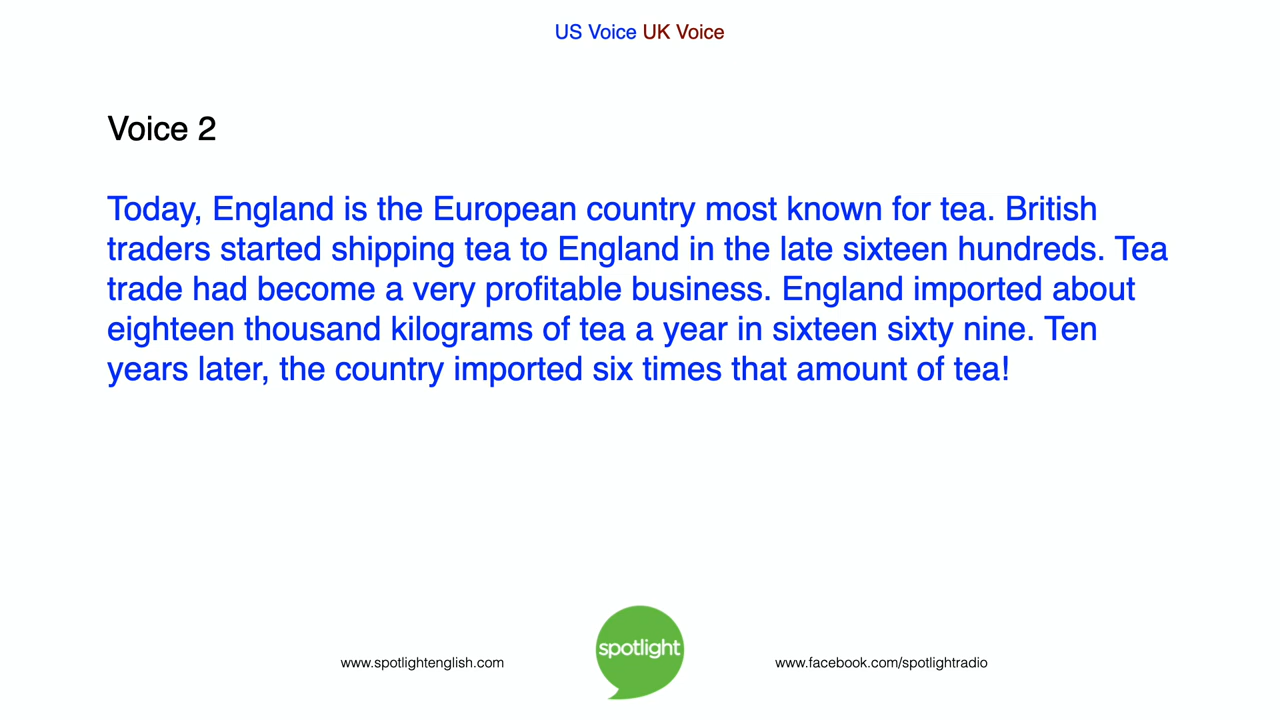 US Voice UK Voice
Voice 2
Today, England is the European country most known for tea. British
traders started shipping tea to England in the late sixteen hundreds. Tea
trade had become a very profitable business. England imported about
eighteen thousand kilograms of tea a year in sixteen sixty nine. Ten
years later, the country imported six times that amount of tea!
spotlight
www.spotlightenglish.com
www.facebook.com/spotlightradio